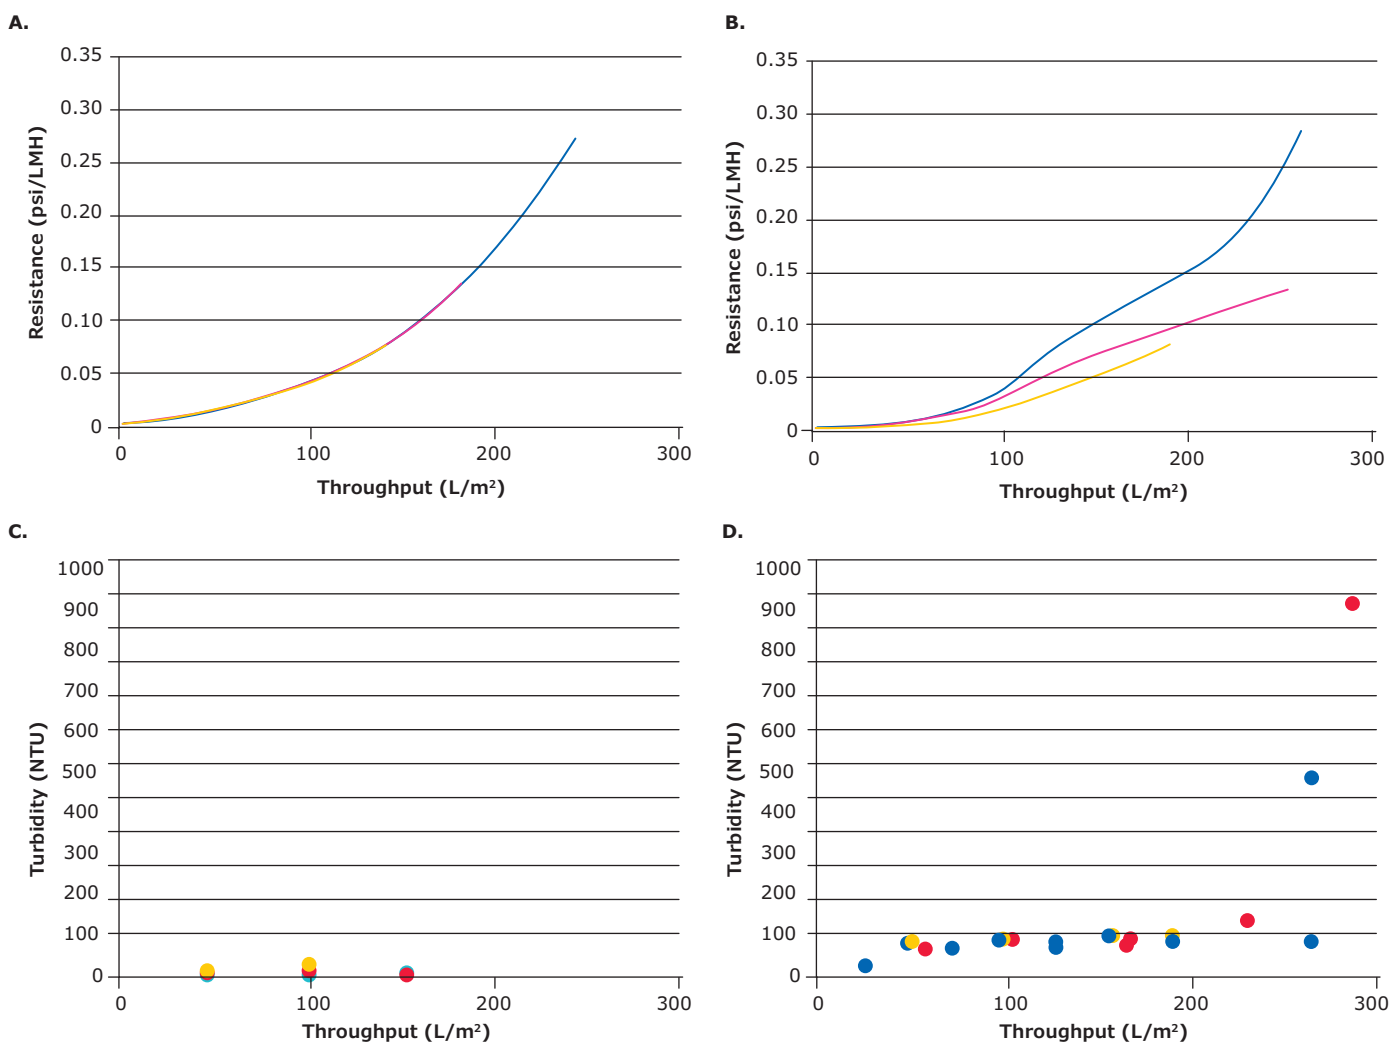 A.
0.35
0.30
0.25
0.20
0.15
0.10
0.05
0
Resistance (psi/LMH)
0 100 200 300
Throughput (L/m²)
B.
0.35
0.30
0.25
0.20
0.15
0.10
0.05
0
Resistance (psi/LMH)
0 100 200 300
Throughput (L/m²)
C.
1000
900
800
700
600
500
400
300
200
100
0
Turbidity (NTU)
0 100 200 300
Throughput (L/m²)
D.
1000
900
800
700
600
500
400
300
200
100
0
Turbidity (NTU)
0 100 200 300
Throughput (L/m²)